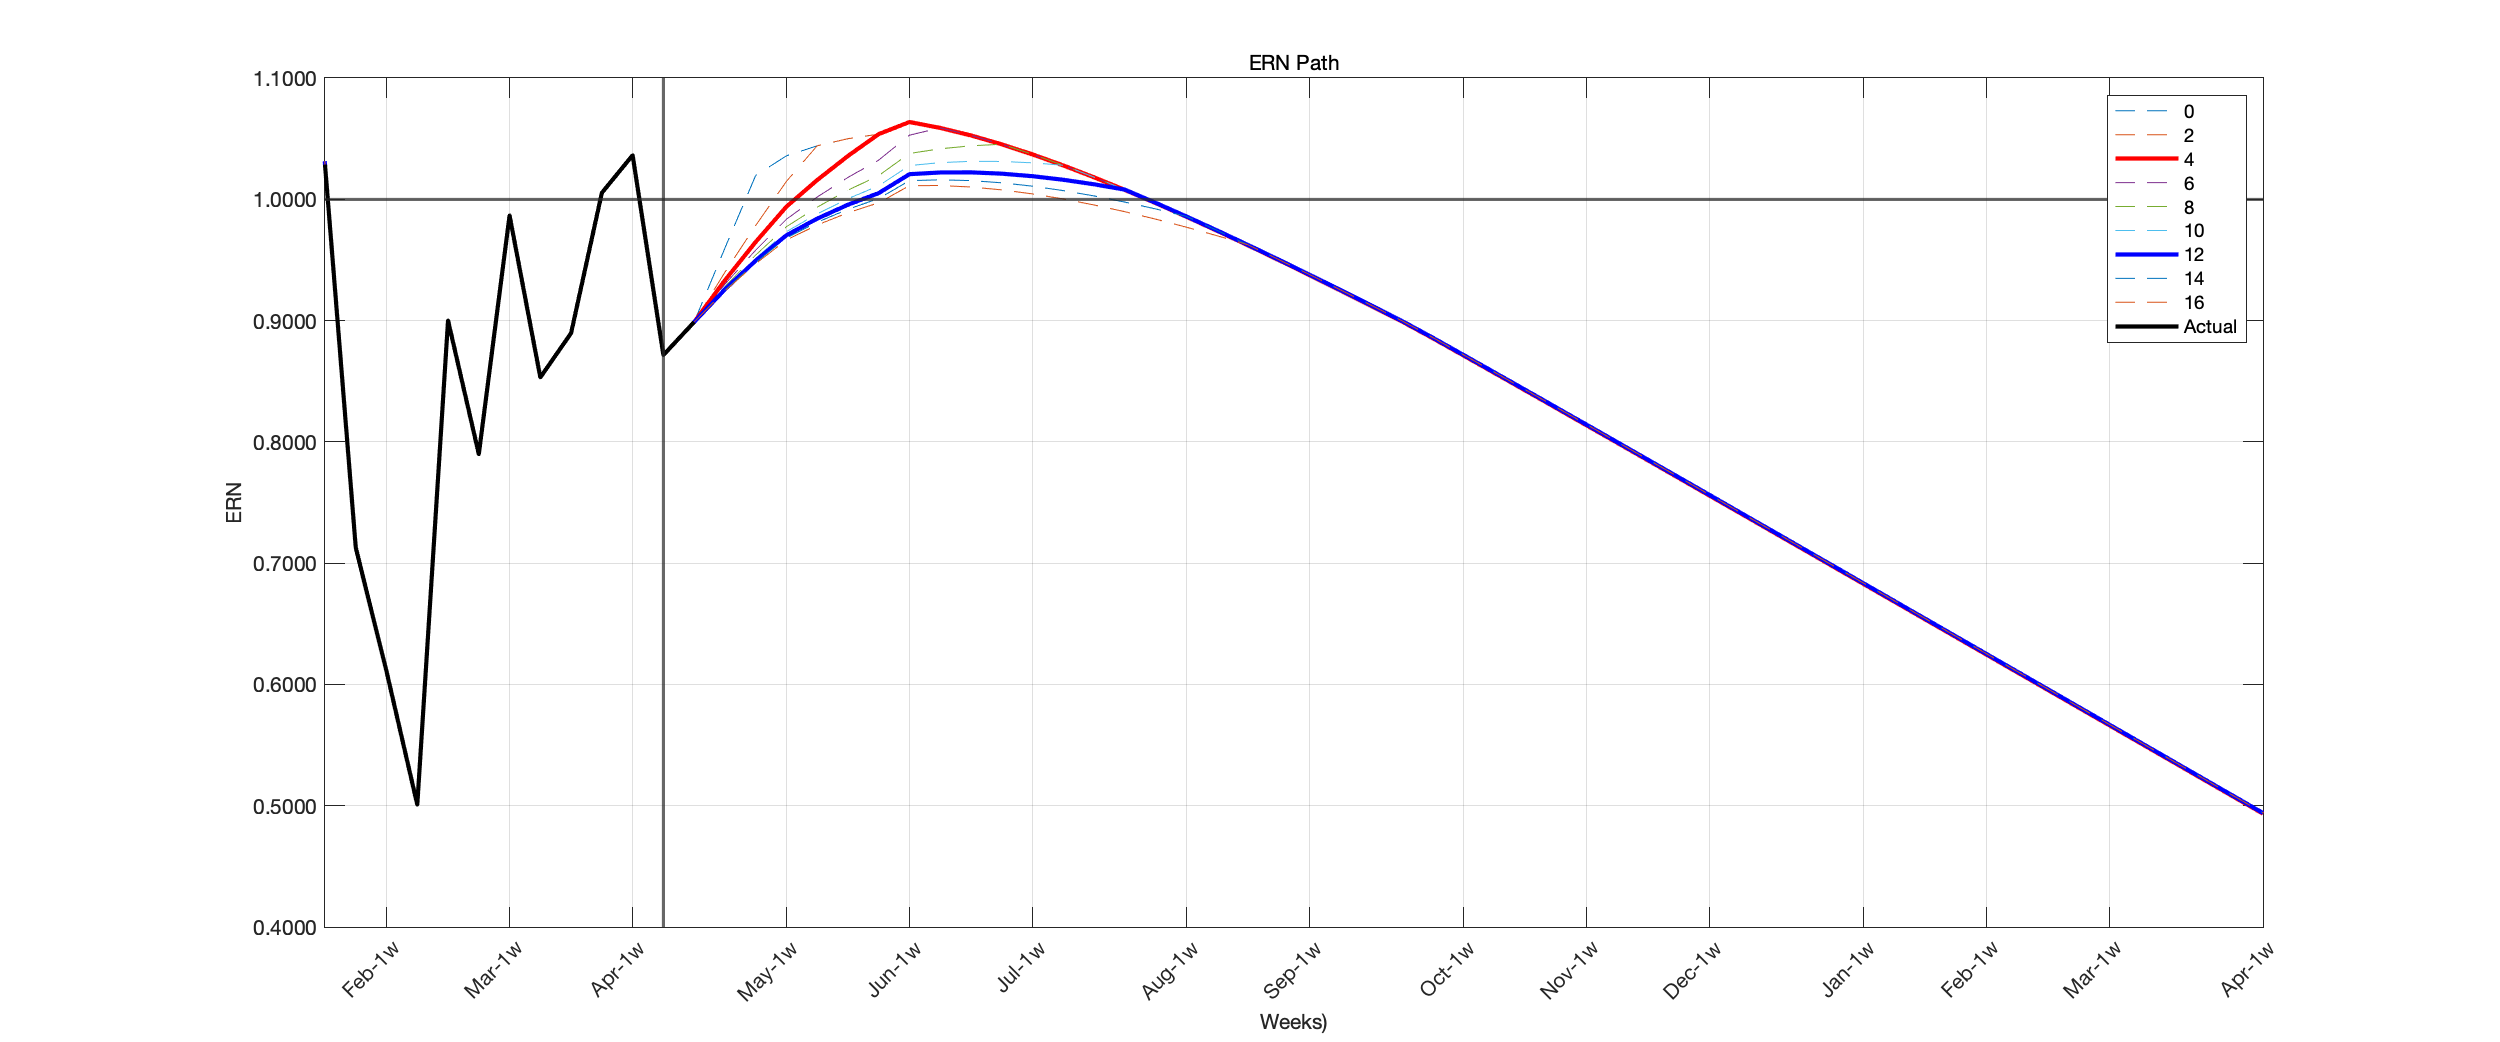 ERN Path
1.1000
1.0000
0.9000
0.8000
0.7000
0.6000
0.5000
0.4000
ERN
0
2
4
6
8
10
12
14
16
Actual
Feb-1w
Mar-1w
Apr-1w
May-1w
Jun-1w
Jul-1w
Aug-1w
Sep-1w
Oct-1w
Nov-1w
Dec-1w
Jan-1w
Feb-1w
Mar-1w
Apr-1w
Weeks)